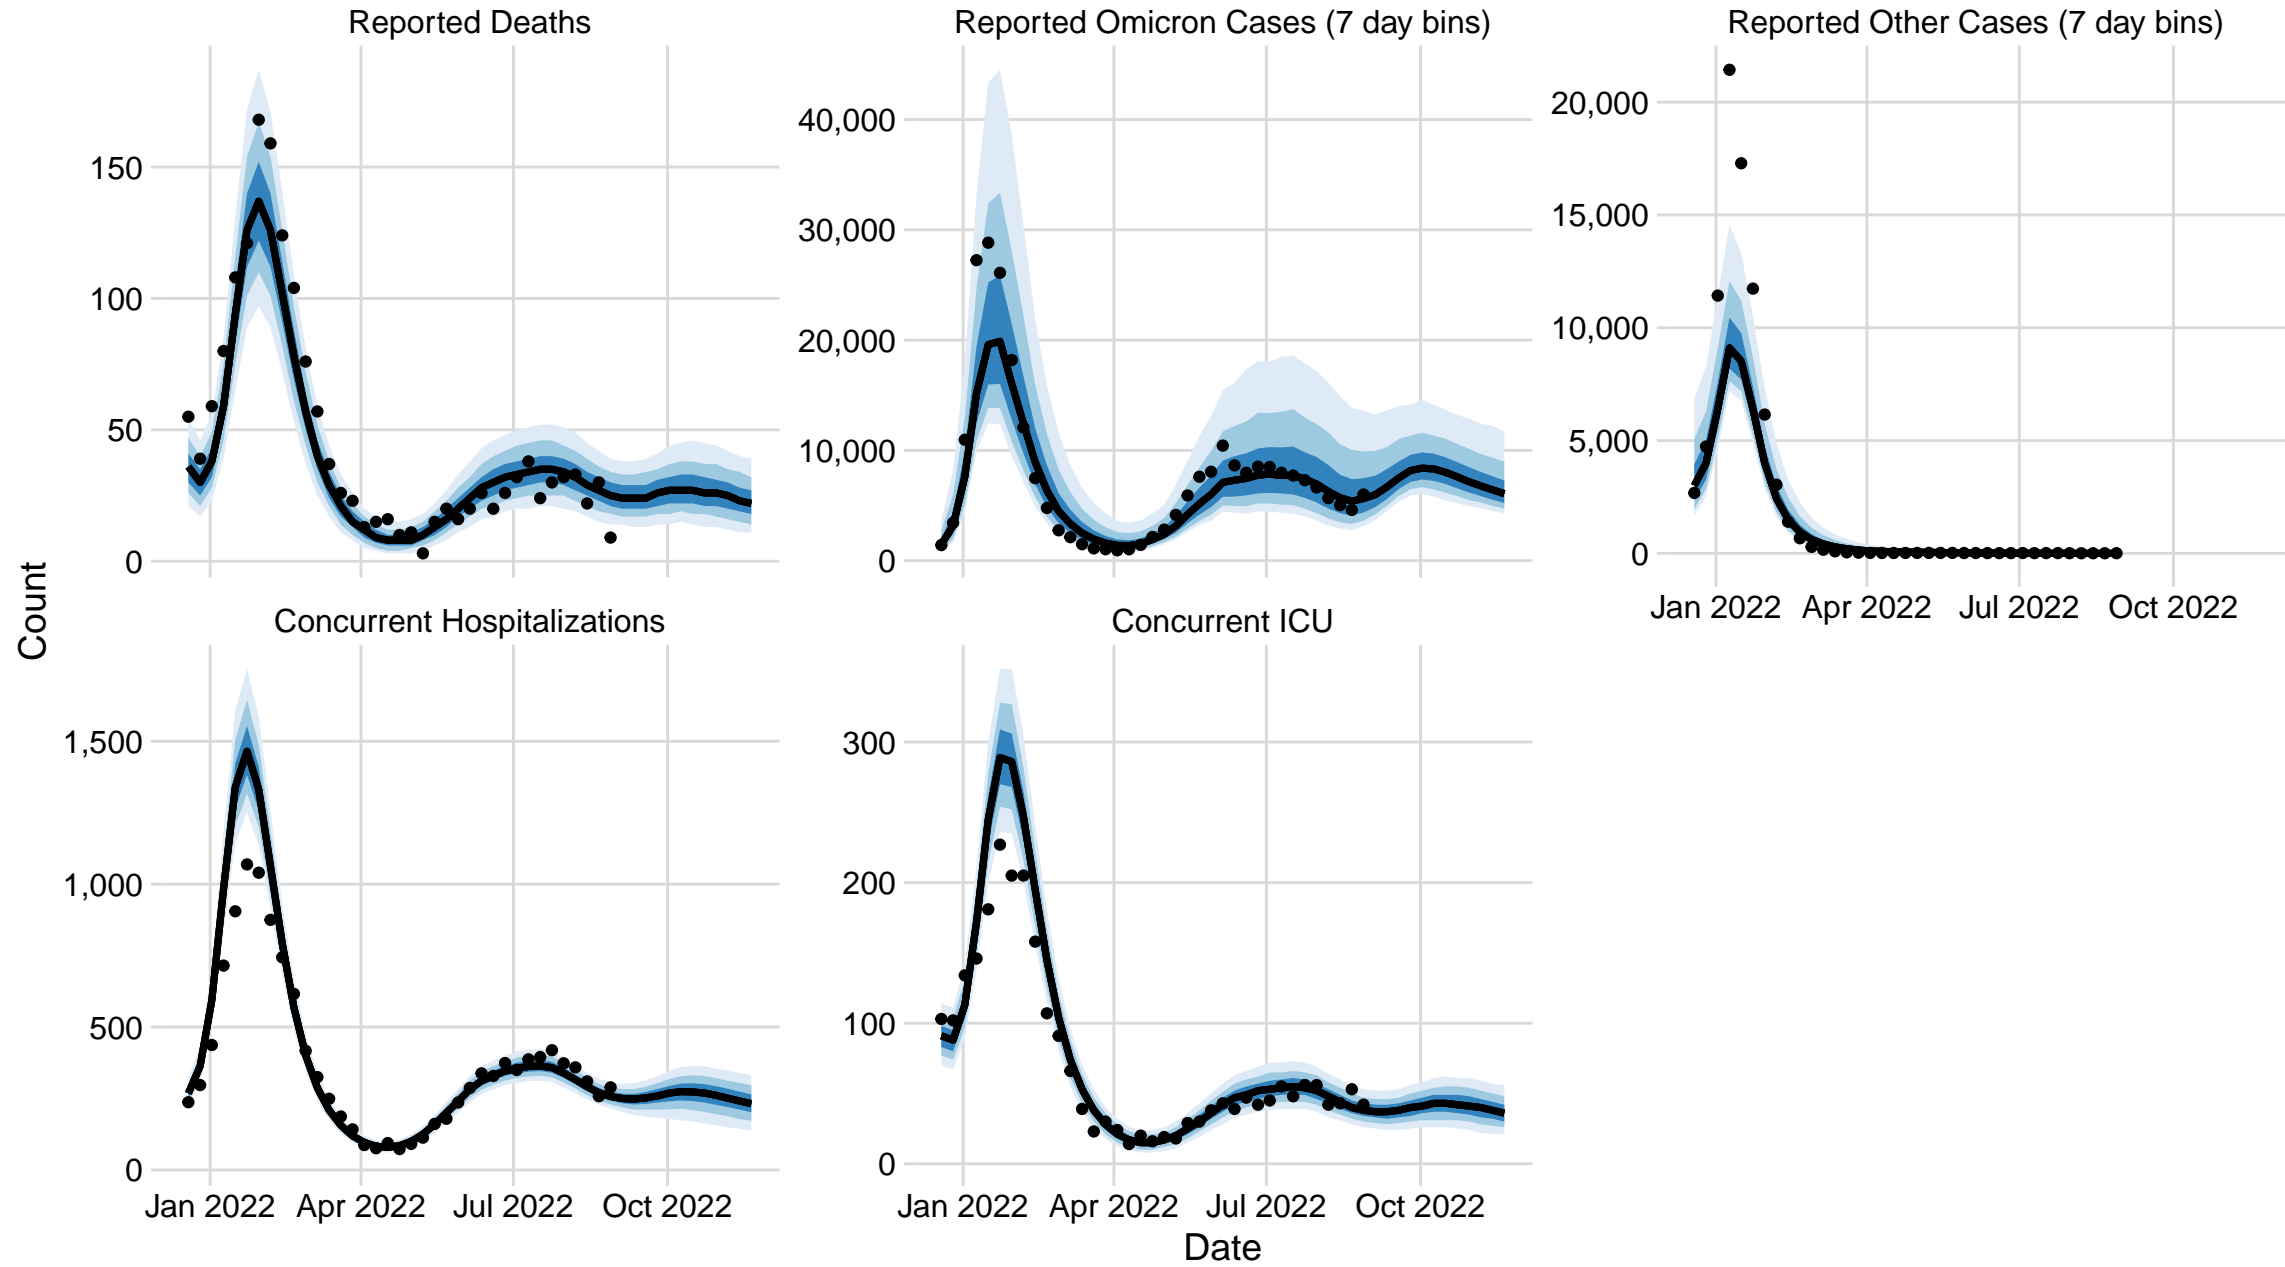 Reported Deaths
Reported Omicron Cases (7 day bins)
Reported Other Cases (7 day bins)
150
100
50
0
40,000
30,000
20,000
10,000
0
20,000
15,000
10,000
5,000
0
Jan 2022 Apr 2022 Jul 2022 Oct 2022
Count
Concurrent Hospitalizations
Concurrent ICU
1,500
1,000
500
0
300
200
100
0
Jan 2022 Apr 2022 Jul 2022 Oct 2022
Jan 2022 Apr 2022 Jul 2022 Oct 2022
Date